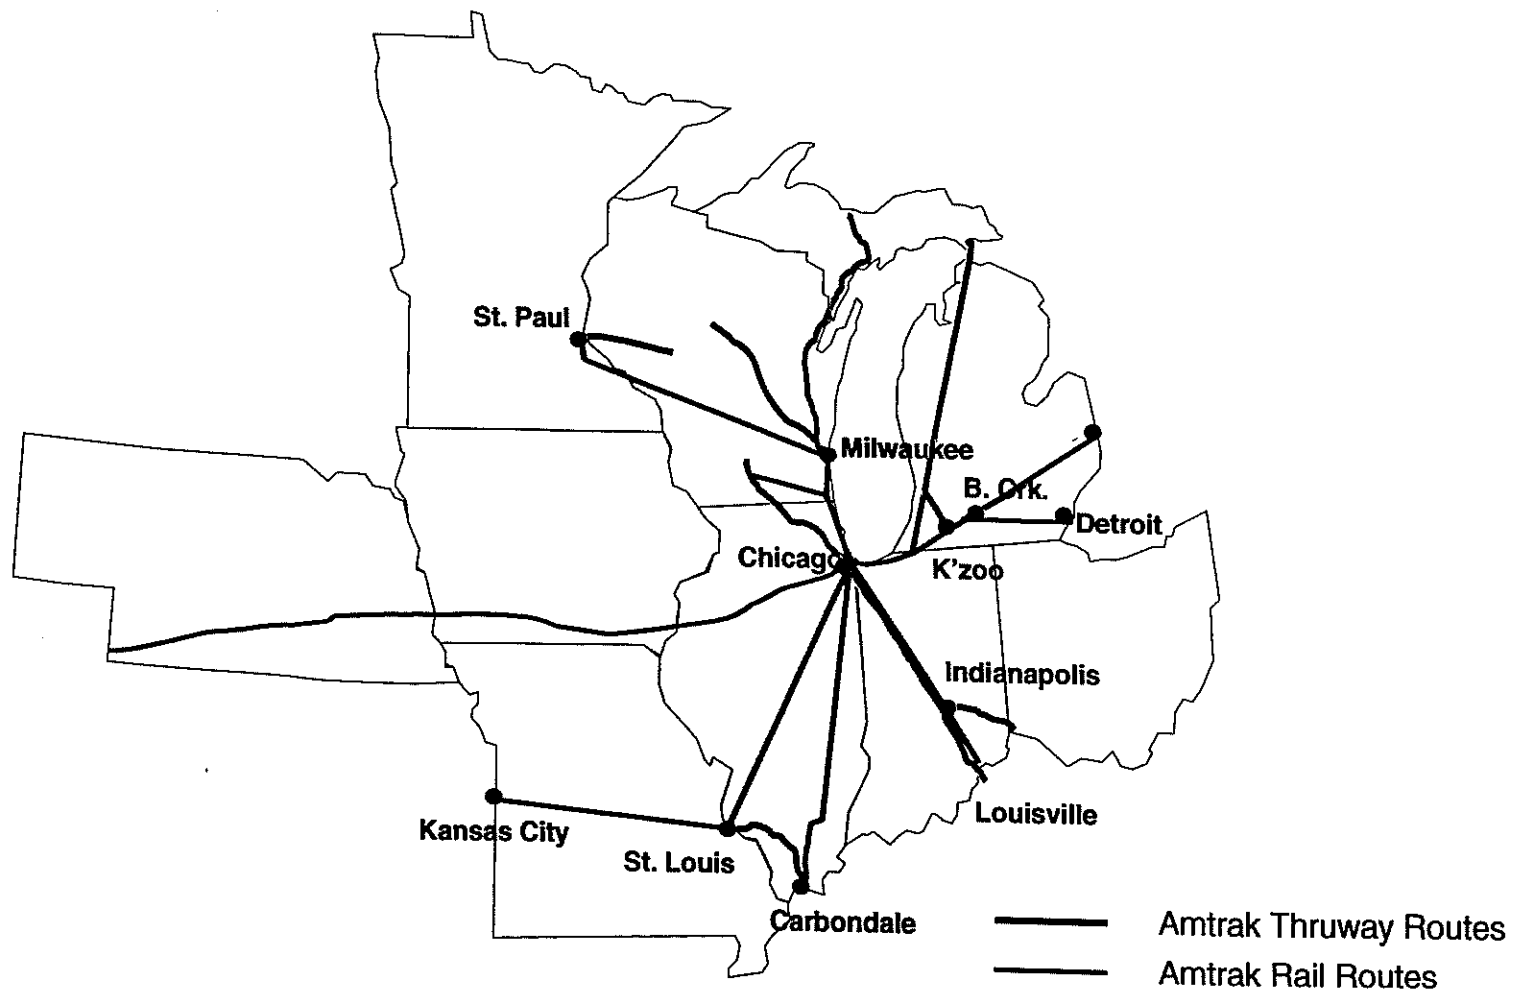 St. Paul
Milwaukee
B. Crk.
Detroit
Chicago
K'zoo
Indianapolis
Louisville
Kansas City
St. Louis
Carbondale
Amtrak Thruway Routes
Amtrak Rail Routes